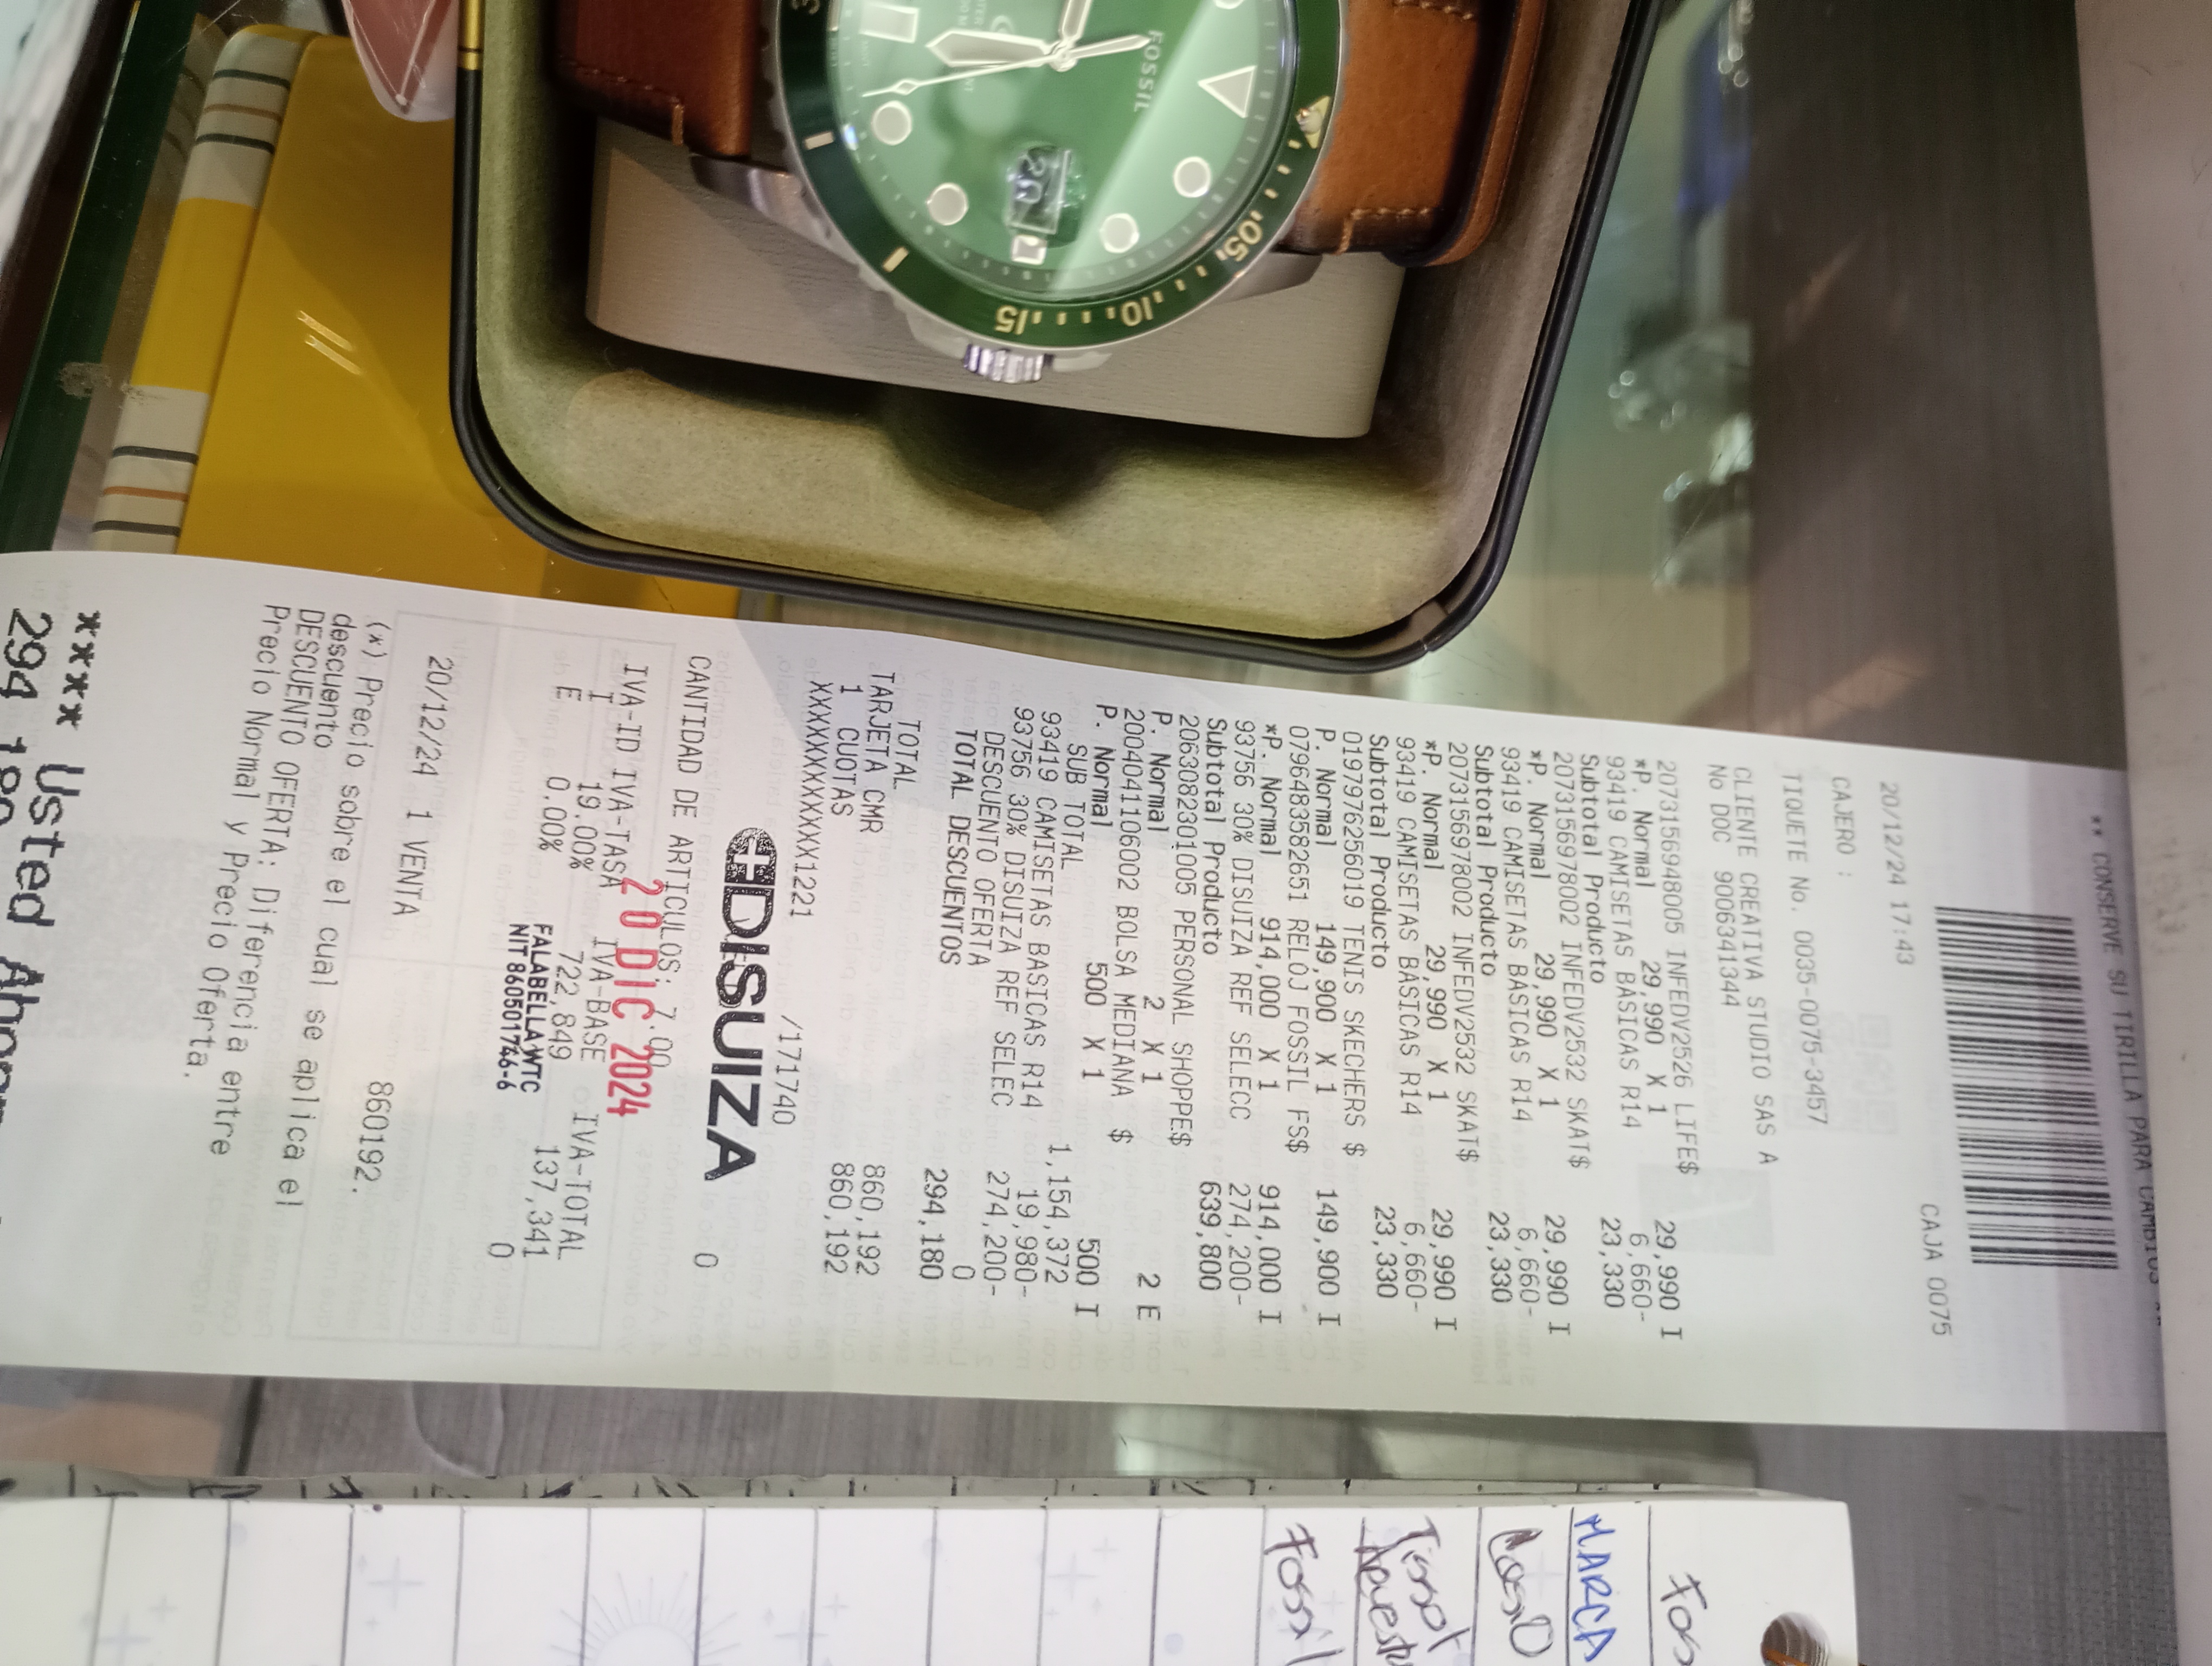 FOSSIL
05
10
15
** CONSERVE SU TIRILLA PARA CAMBIOS **
20/12/24 17:43 CAJA 0075
CAJERO :
TIQUETE No. 0035-0075-3457
CLIENTE CREATIVA STUDIO SAS A
No DOC 9006341344
2073156948005 INFEDV2526 LIFE$ 29,990 I
*P. Normal 29,990 X 1
93419 CAMISETAS BASICAS R14 6,660-
Subtotal Producto 23,330
2073156978002 INFEDV2532 SKAT$ 29,990 I
*P. Normal 29,990 X 1
93419 CAMISETAS BASICAS R14 6,660-
Subtotal Producto 23,330
2073156978002 INFEDV2532 SKAT$ 29,990 I
*P. Normal 29,990 X 1
93419 CAMISETAS BASICAS R14 6,660-
Subtotal Producto 23,330
0197976256019 TENIS SKECHERS $ 149,900 I
P. Normal 149,900 X 1
0796483582651 RELOJ FOSSIL FS$ 914,000 I
*P. Normal 914,000 X 1
93756 30% DISUIZA REF SELECC 274,200-
Subtotal Producto 639,800
2063082301005 PERSONAL SHOPPE$ 2 E
P. Normal 2 X 1
2004041106002 BOLSA MEDIANA $ 500 I
P. Normal 500 X 1
SUB TOTAL 1,154,372
93419 CAMISETAS BASICAS R14 19,980-
93756 30% DISUIZA REF SELEC 274,200-
DESCUENTO OFERTA 0
TOTAL DESCUENTOS 294,180
TOTAL 860,192
TARJETA CMR 860,192
1 CUOTAS
XXXXXXXXXXXX1221 /171740
DISUIZA
CANTIDAD DE ARTICULOS: 7.00 0
20 DIC 2024
IVA-ID IVA-TASA IVA-BASE IVA-TOTAL
I 19.00% 722,849 137,341
E 0.00% 0
FALABELLA WTC
NIT 860501746-6
20/12/24 1 VENTA 860192.
(*) Precio sobre el cual se aplica el
descuento
DESCUENTO OFERTA: Diferencia entre
Precio Normal y Precio Oferta.
**** Usted
MARCA
Tissot
Fossil